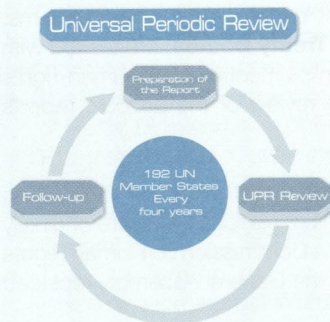 Universal Periodic Review
Preparation of
the Report
192 UN
Member States
Every
four years
Follow-up
UPR Review